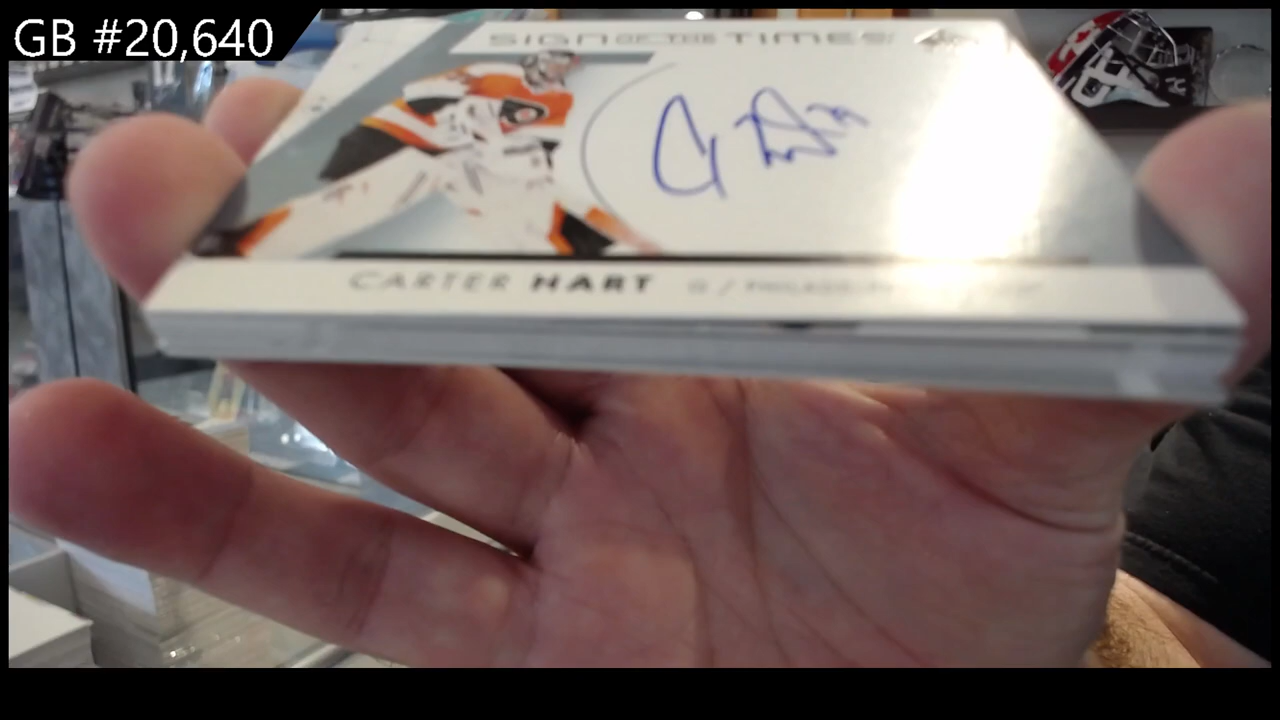 GB #20,640
SIGN OF THE TIMES
CARTER HART G /